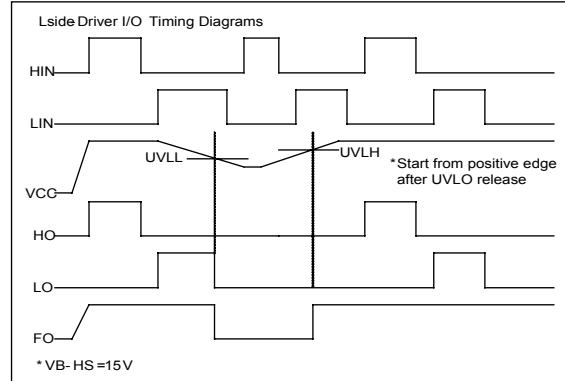 Lside Driver I/O Timing Diagrams
HIN
LIN
UVLL
UVLH
*Start from positive edge
after UVLO release
VCC
HO
LO
FO
* VB- HS =15V